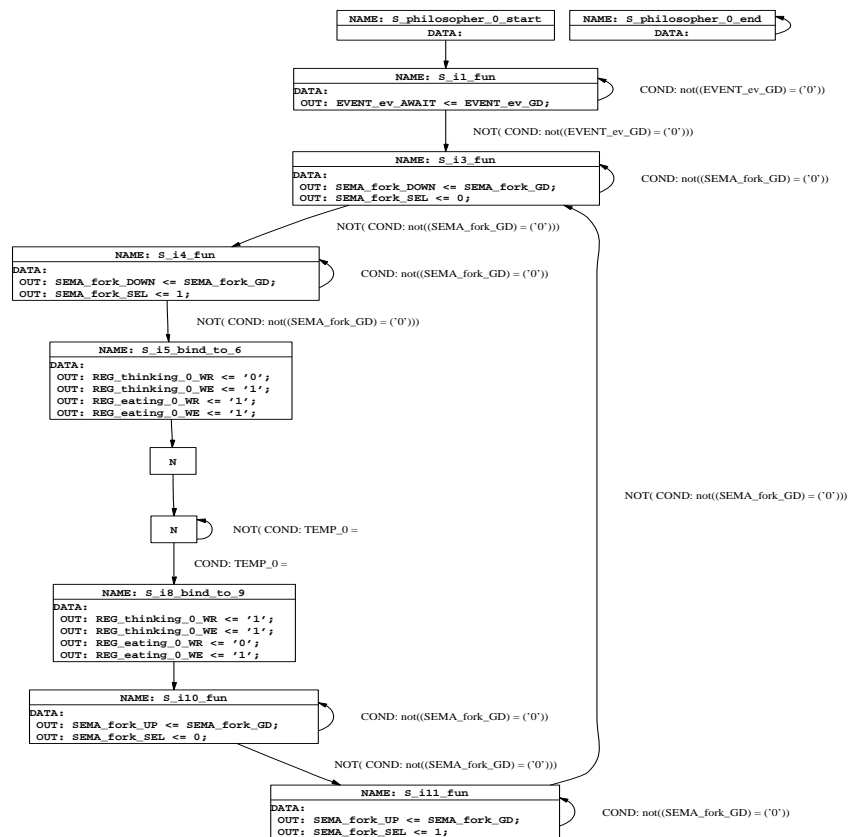 NAME: S_philosopher_0_start
DATA:
NAME: S_philosopher_0_end
DATA:
NAME: S_i1_fun
DATA:
OUT: EVENT_ev_AWAIT <= EVENT_ev_GD;
COND: not((EVENT_ev_GD) = ('0'))
NOT( COND: not((EVENT_ev_GD) = ('0')))
NAME: S_i3_fun
DATA:
OUT: SEMA_fork_DOWN <= SEMA_fork_GD;
OUT: SEMA_fork_SEL <= 0;
COND: not((SEMA_fork_GD) = ('0'))
NOT( COND: not((SEMA_fork_GD) = ('0')))
NAME: S_i4_fun
DATA:
OUT: SEMA_fork_DOWN <= SEMA_fork_GD;
OUT: SEMA_fork_SEL <= 1;
COND: not((SEMA_fork_GD) = ('0'))
NOT( COND: not((SEMA_fork_GD) = ('0')))
NAME: S_i5_bind_to_6
DATA:
OUT: REG_thinking_0_WR <= '0';
OUT: REG_thinking_0_WE <= '1';
OUT: REG_eating_0_WR <= '1';
OUT: REG_eating_0_WE <= '1';
N
NOT( COND: not((SEMA_fork_GD) = ('0')))
N
NOT( COND: TEMP_0 =
COND: TEMP_0 =
NAME: S_i8_bind_to_9
DATA:
OUT: REG_thinking_0_WR <= '1';
OUT: REG_thinking_0_WE <= '1';
OUT: REG_eating_0_WR <= '0';
OUT: REG_eating_0_WE <= '1';
NAME: S_i10_fun
DATA:
OUT: SEMA_fork_UP <= SEMA_fork_GD;
OUT: SEMA_fork_SEL <= 0;
COND: not((SEMA_fork_GD) = ('0'))
NOT( COND: not((SEMA_fork_GD) = ('0')))
NAME: S_i11_fun
DATA:
OUT: SEMA_fork_UP <= SEMA_fork_GD;
OUT: SEMA_fork_SEL <= 1;
COND: not((SEMA_fork_GD) = ('0'))